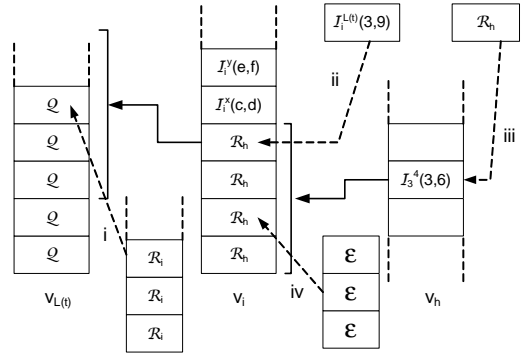 I_i^{L(t)}(3,9)
R_h
I_i^y(e,f)
ii
Q
I_i^x(c,d)
Q
R_h
iii
Q
R_h
I_3^4(3,6)
Q
R_h
i
Q
R_i
R_h
iv
ε
v_{L(t)}
R_i
v_i
ε
v_h
R_i
ε